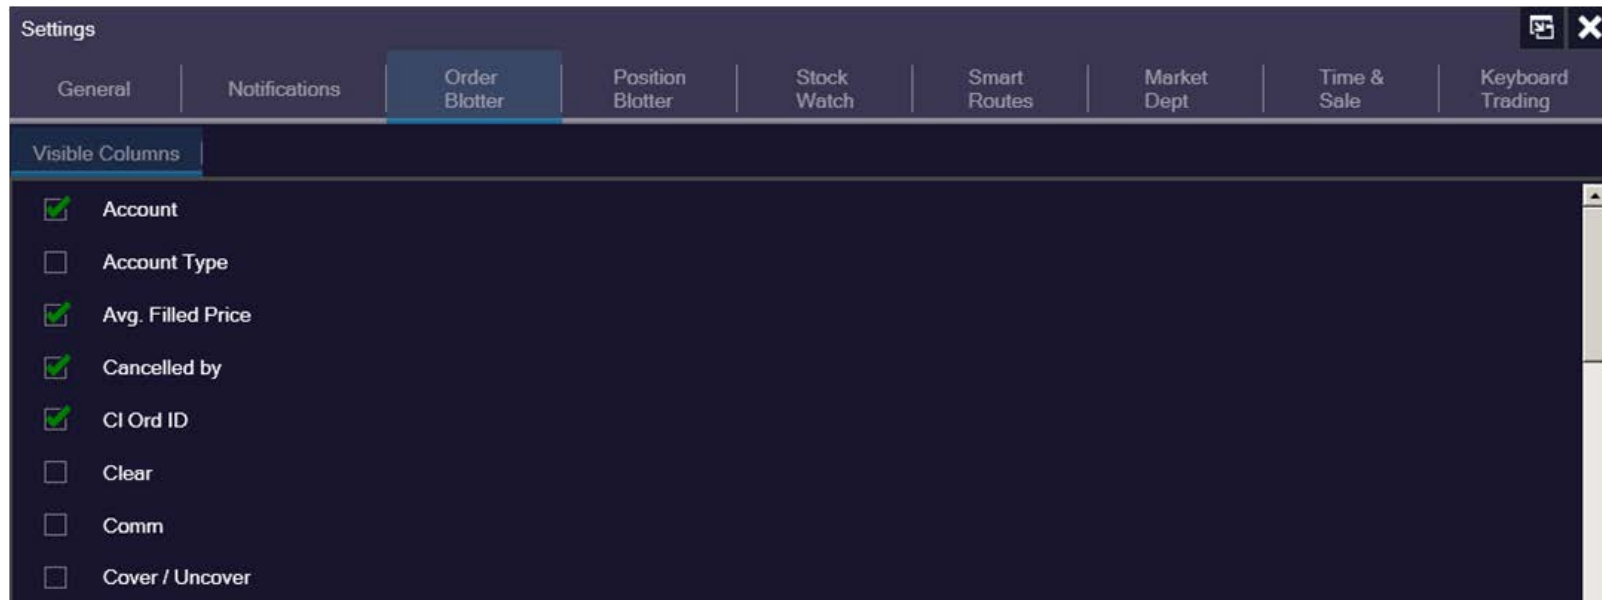 Settings
General
Notifications
Order
Blotter
Position
Blotter
Stock
Watch
Smart
Routes
Market
Dept
Time &
Sale
Keyboard
Trading
Visible Columns
Account
Account Type
Avg. Filled Price
Cancelled by
Cl Ord ID
Clear
Comm
Cover / Uncover